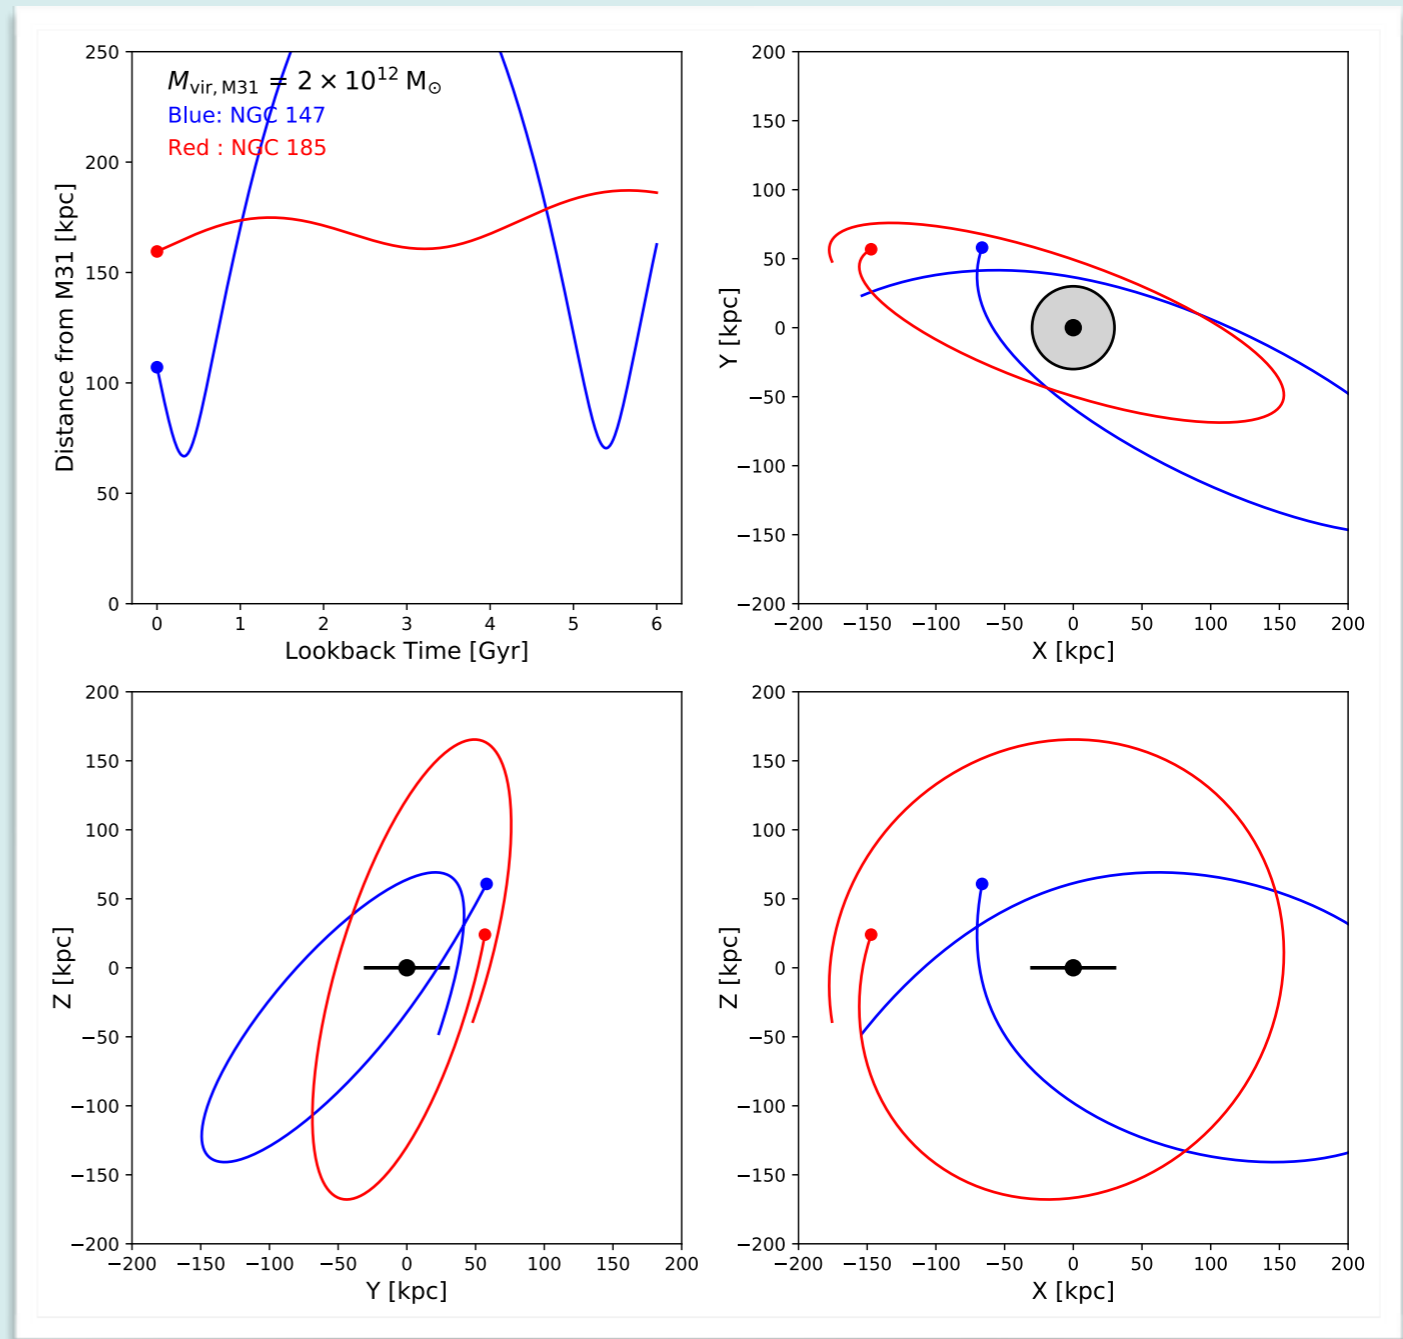 250
200
150
100
50
0
Distance from M31 [kpc]
M_vir, M31 = 2 × 10^12 M_⊙
Blue: NGC 147
Red : NGC 185
0 1 2 3 4 5 6
Lookback Time [Gyr]
200
150
100
50
0
−50
−100
−150
−200
Y [kpc]
−200 −150 −100 −50 0 50 100 150 200
X [kpc]
200
150
100
50
0
−50
−100
−150
−200
Z [kpc]
−200 −150 −100 −50 0 50 100 150 200
Y [kpc]
200
150
100
50
0
−50
−100
−150
−200
Z [kpc]
−200 −150 −100 −50 0 50 100 150 200
X [kpc]